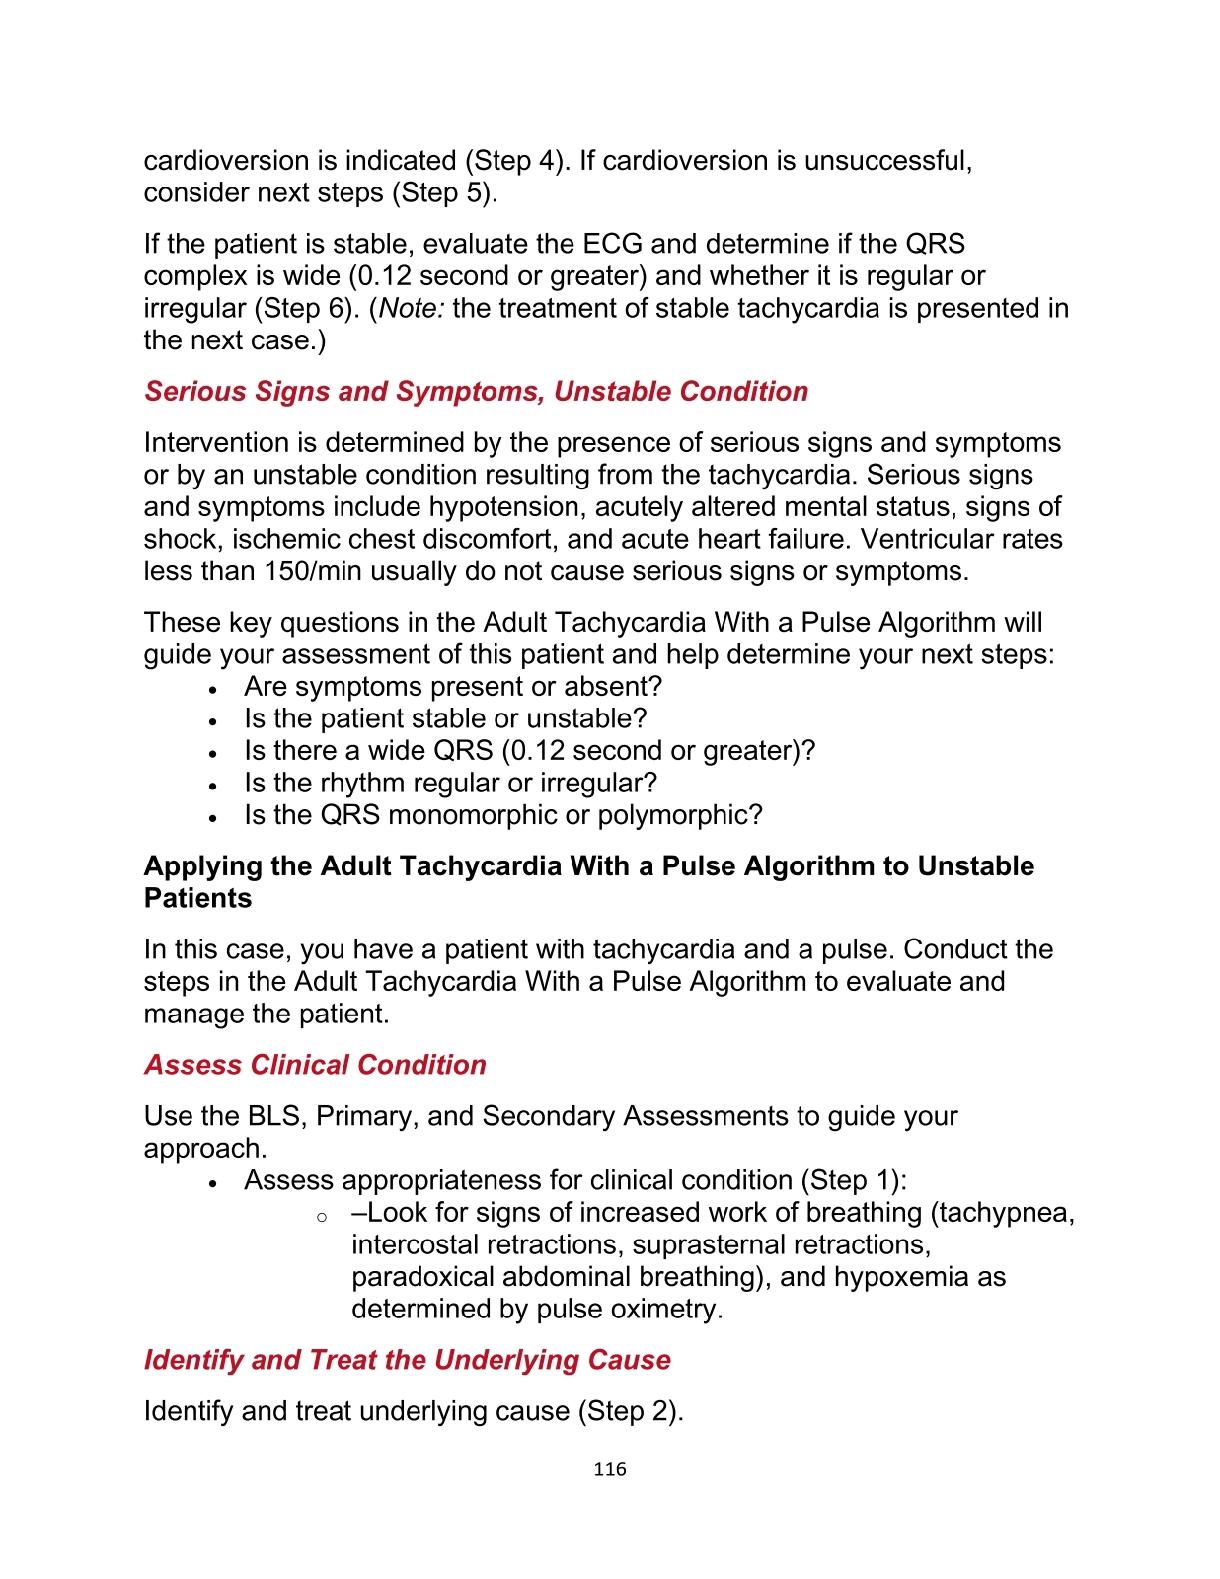 cardioversion is indicated (Step 4). If cardioversion is unsuccessful,
consider next steps (Step 5).
If the patient is stable, evaluate the ECG and determine if the QRS
complex is wide (0.12 second or greater) and whether it is regular or
irregular (Step 6). (Note: the treatment of stable tachycardia is presented in
the next case.)
Serious Signs and Symptoms, Unstable Condition
Intervention is determined by the presence of serious signs and symptoms
or by an unstable condition resulting from the tachycardia. Serious signs
and symptoms include hypotension, acutely altered mental status, signs of
shock, ischemic chest discomfort, and acute heart failure. Ventricular rates
less than 150/min usually do not cause serious signs or symptoms.
These key questions in the Adult Tachycardia With a Pulse Algorithm will
guide your assessment of this patient and help determine your next steps:
• Are symptoms present or absent?
• Is the patient stable or unstable?
• Is there a wide QRS (0.12 second or greater)?
• Is the rhythm regular or irregular?
• Is the QRS monomorphic or polymorphic?
Applying the Adult Tachycardia With a Pulse Algorithm to Unstable
Patients
In this case, you have a patient with tachycardia and a pulse. Conduct the
steps in the Adult Tachycardia With a Pulse Algorithm to evaluate and
manage the patient.
Assess Clinical Condition
Use the BLS, Primary, and Secondary Assessments to guide your
approach.
• Assess appropriateness for clinical condition (Step 1):
○ –Look for signs of increased work of breathing (tachypnea,
intercostal retractions, suprasternal retractions,
paradoxical abdominal breathing), and hypoxemia as
determined by pulse oximetry.
Identify and Treat the Underlying Cause
Identify and treat underlying cause (Step 2).
116